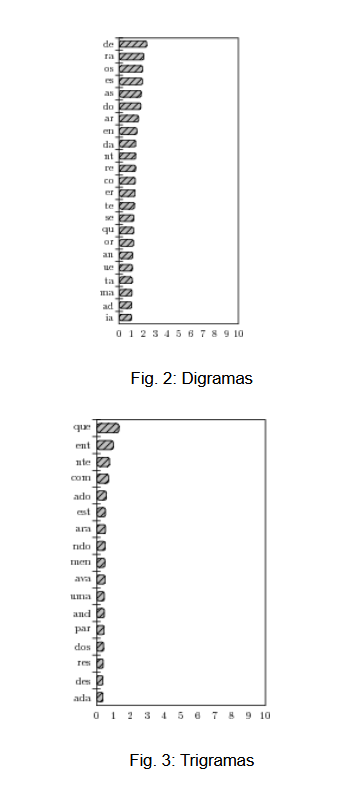 de
ra
os
es
as
do
ar
en
da
nt
re
co
er
te
se
qu
or
an
ue
ta
ma
ad
ia
0 1 2 3 4 5 6 7 8 9 10
Fig. 2: Digramas
que
ent
nte
com
ado
est
ara
ndo
men
ava
uma
and
par
dos
res
des
ada
0 1 2 3 4 5 6 7 8 9 10
Fig. 3: Trigramas